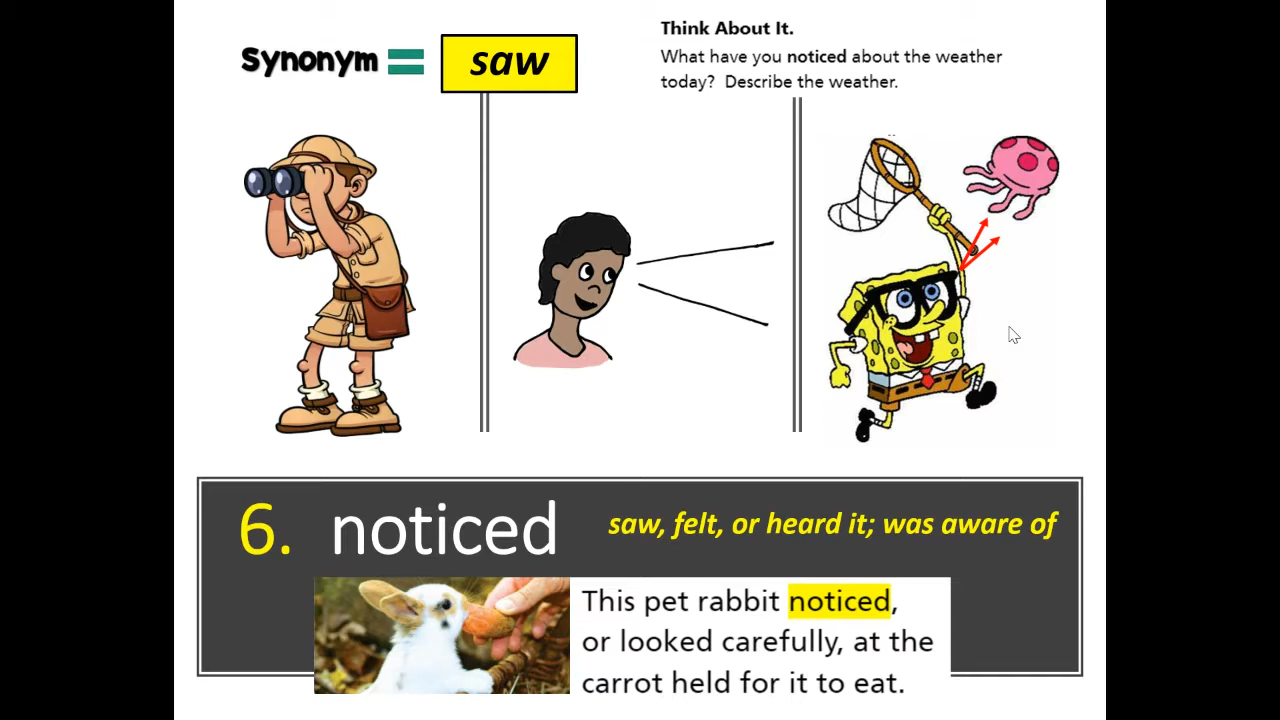 Synonym = saw
Think About It.
What have you noticed about the weather
today? Describe the weather.
6. noticed
saw, felt, or heard it; was aware of
This pet rabbit noticed,
or looked carefully, at the
carrot held for it to eat.